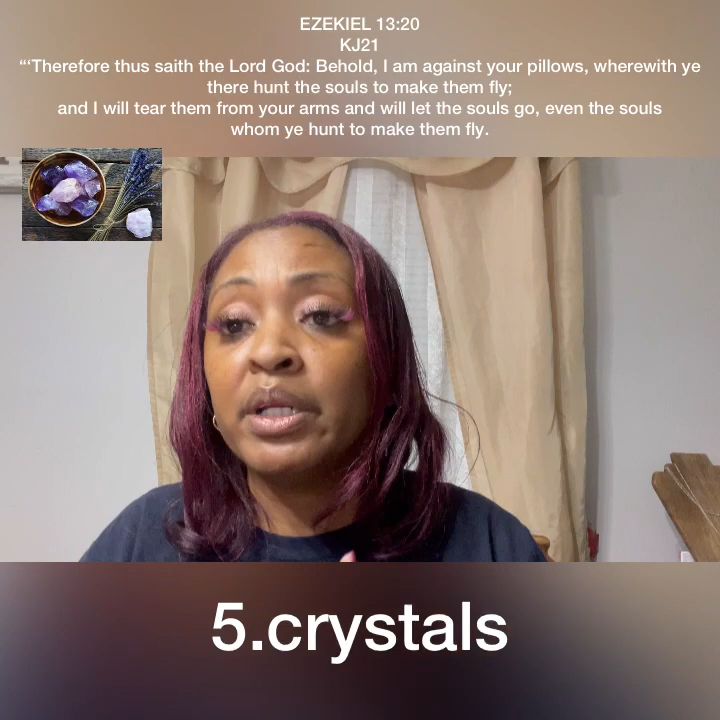 EZEKIEL 13:20
KJ21
“‘Therefore thus saith the Lord God: Behold, I am against your pillows, wherewith ye
there hunt the souls to make them fly;
and I will tear them from your arms and will let the souls go, even the souls
whom ye hunt to make them fly.
5.crystals